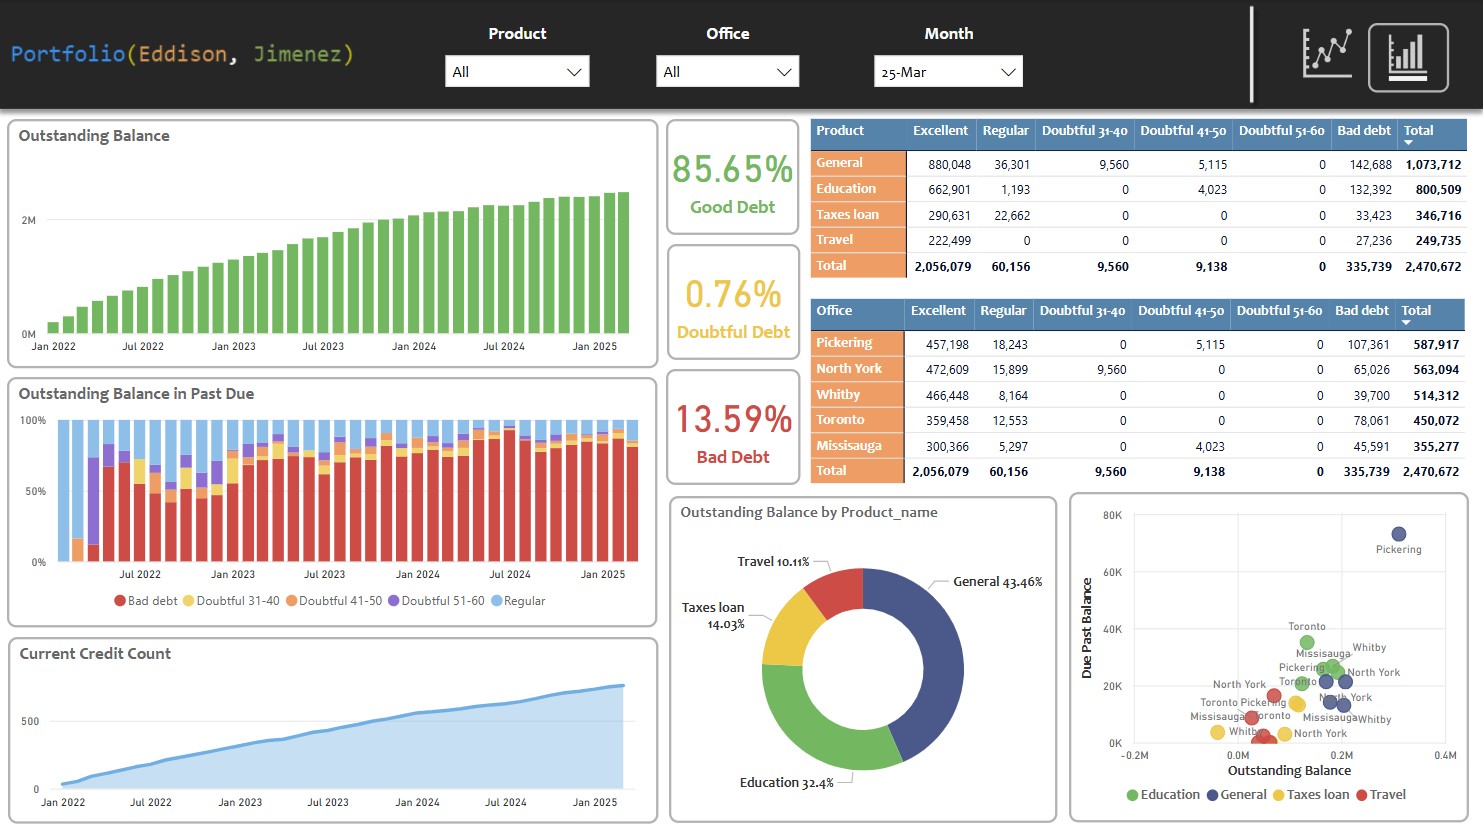 Portfolio(Eddison, Jimenez)
Product
Office
Month
All
All
25-Mar
Outstanding Balance
2M
0M
Jan 2022 Jul 2022 Jan 2023 Jul 2023 Jan 2024 Jul 2024 Jan 2025
Outstanding Balance in Past Due
100%
50%
0%
Jul 2022 Jan 2023 Jul 2023 Jan 2024 Jul 2024 Jan 2025
Bad debt Doubtful 31-40 Doubtful 41-50 Doubtful 51-60 Regular
Current Credit Count
500
0
Jan 2022 Jul 2022 Jan 2023 Jul 2023 Jan 2024 Jul 2024 Jan 2025
85.65%
Good Debt
0.76%
Doubtful Debt
13.59%
Bad Debt
Product Excellent Regular Doubtful 31-40 Doubtful 41-50 Doubtful 51-60 Bad debt Total
General 880,048 36,301 9,560 5,115 0 142,688 1,073,712
Education 662,901 1,193 0 4,023 0 132,392 800,509
Taxes loan 290,631 22,662 0 0 0 33,423 346,716
Travel 222,499 0 0 0 0 27,236 249,735
Total 2,056,079 60,156 9,560 9,138 0 335,739 2,470,672
Office Excellent Regular Doubtful 31-40 Doubtful 41-50 Doubtful 51-60 Bad debt Total
Pickering 457,198 18,243 0 5,115 0 107,361 587,917
North York 472,609 15,899 9,560 0 0 65,026 563,094
Whitby 466,448 8,164 0 0 0 39,700 514,312
Toronto 359,458 12,553 0 0 0 78,061 450,072
Missisauga 300,366 5,297 0 4,023 0 45,591 355,277
Total 2,056,079 60,156 9,560 9,138 0 335,739 2,470,672
Outstanding Balance by Product_name
Travel 10.11%
General 43.46%
Taxes loan
14.03%
Education 32.4%
Due Past Balance
80K
60K
40K
20K
0K
Pickering
Toronto
Whitby
Missisauga
Pickering
North York
Toronto
North York
North York
Toronto Pickering
Missisauga Toronto
Missisauga Whitby
Whitby
North York
-0.2M 0.0M 0.2M 0.4M
Outstanding Balance
Education General Taxes loan Travel